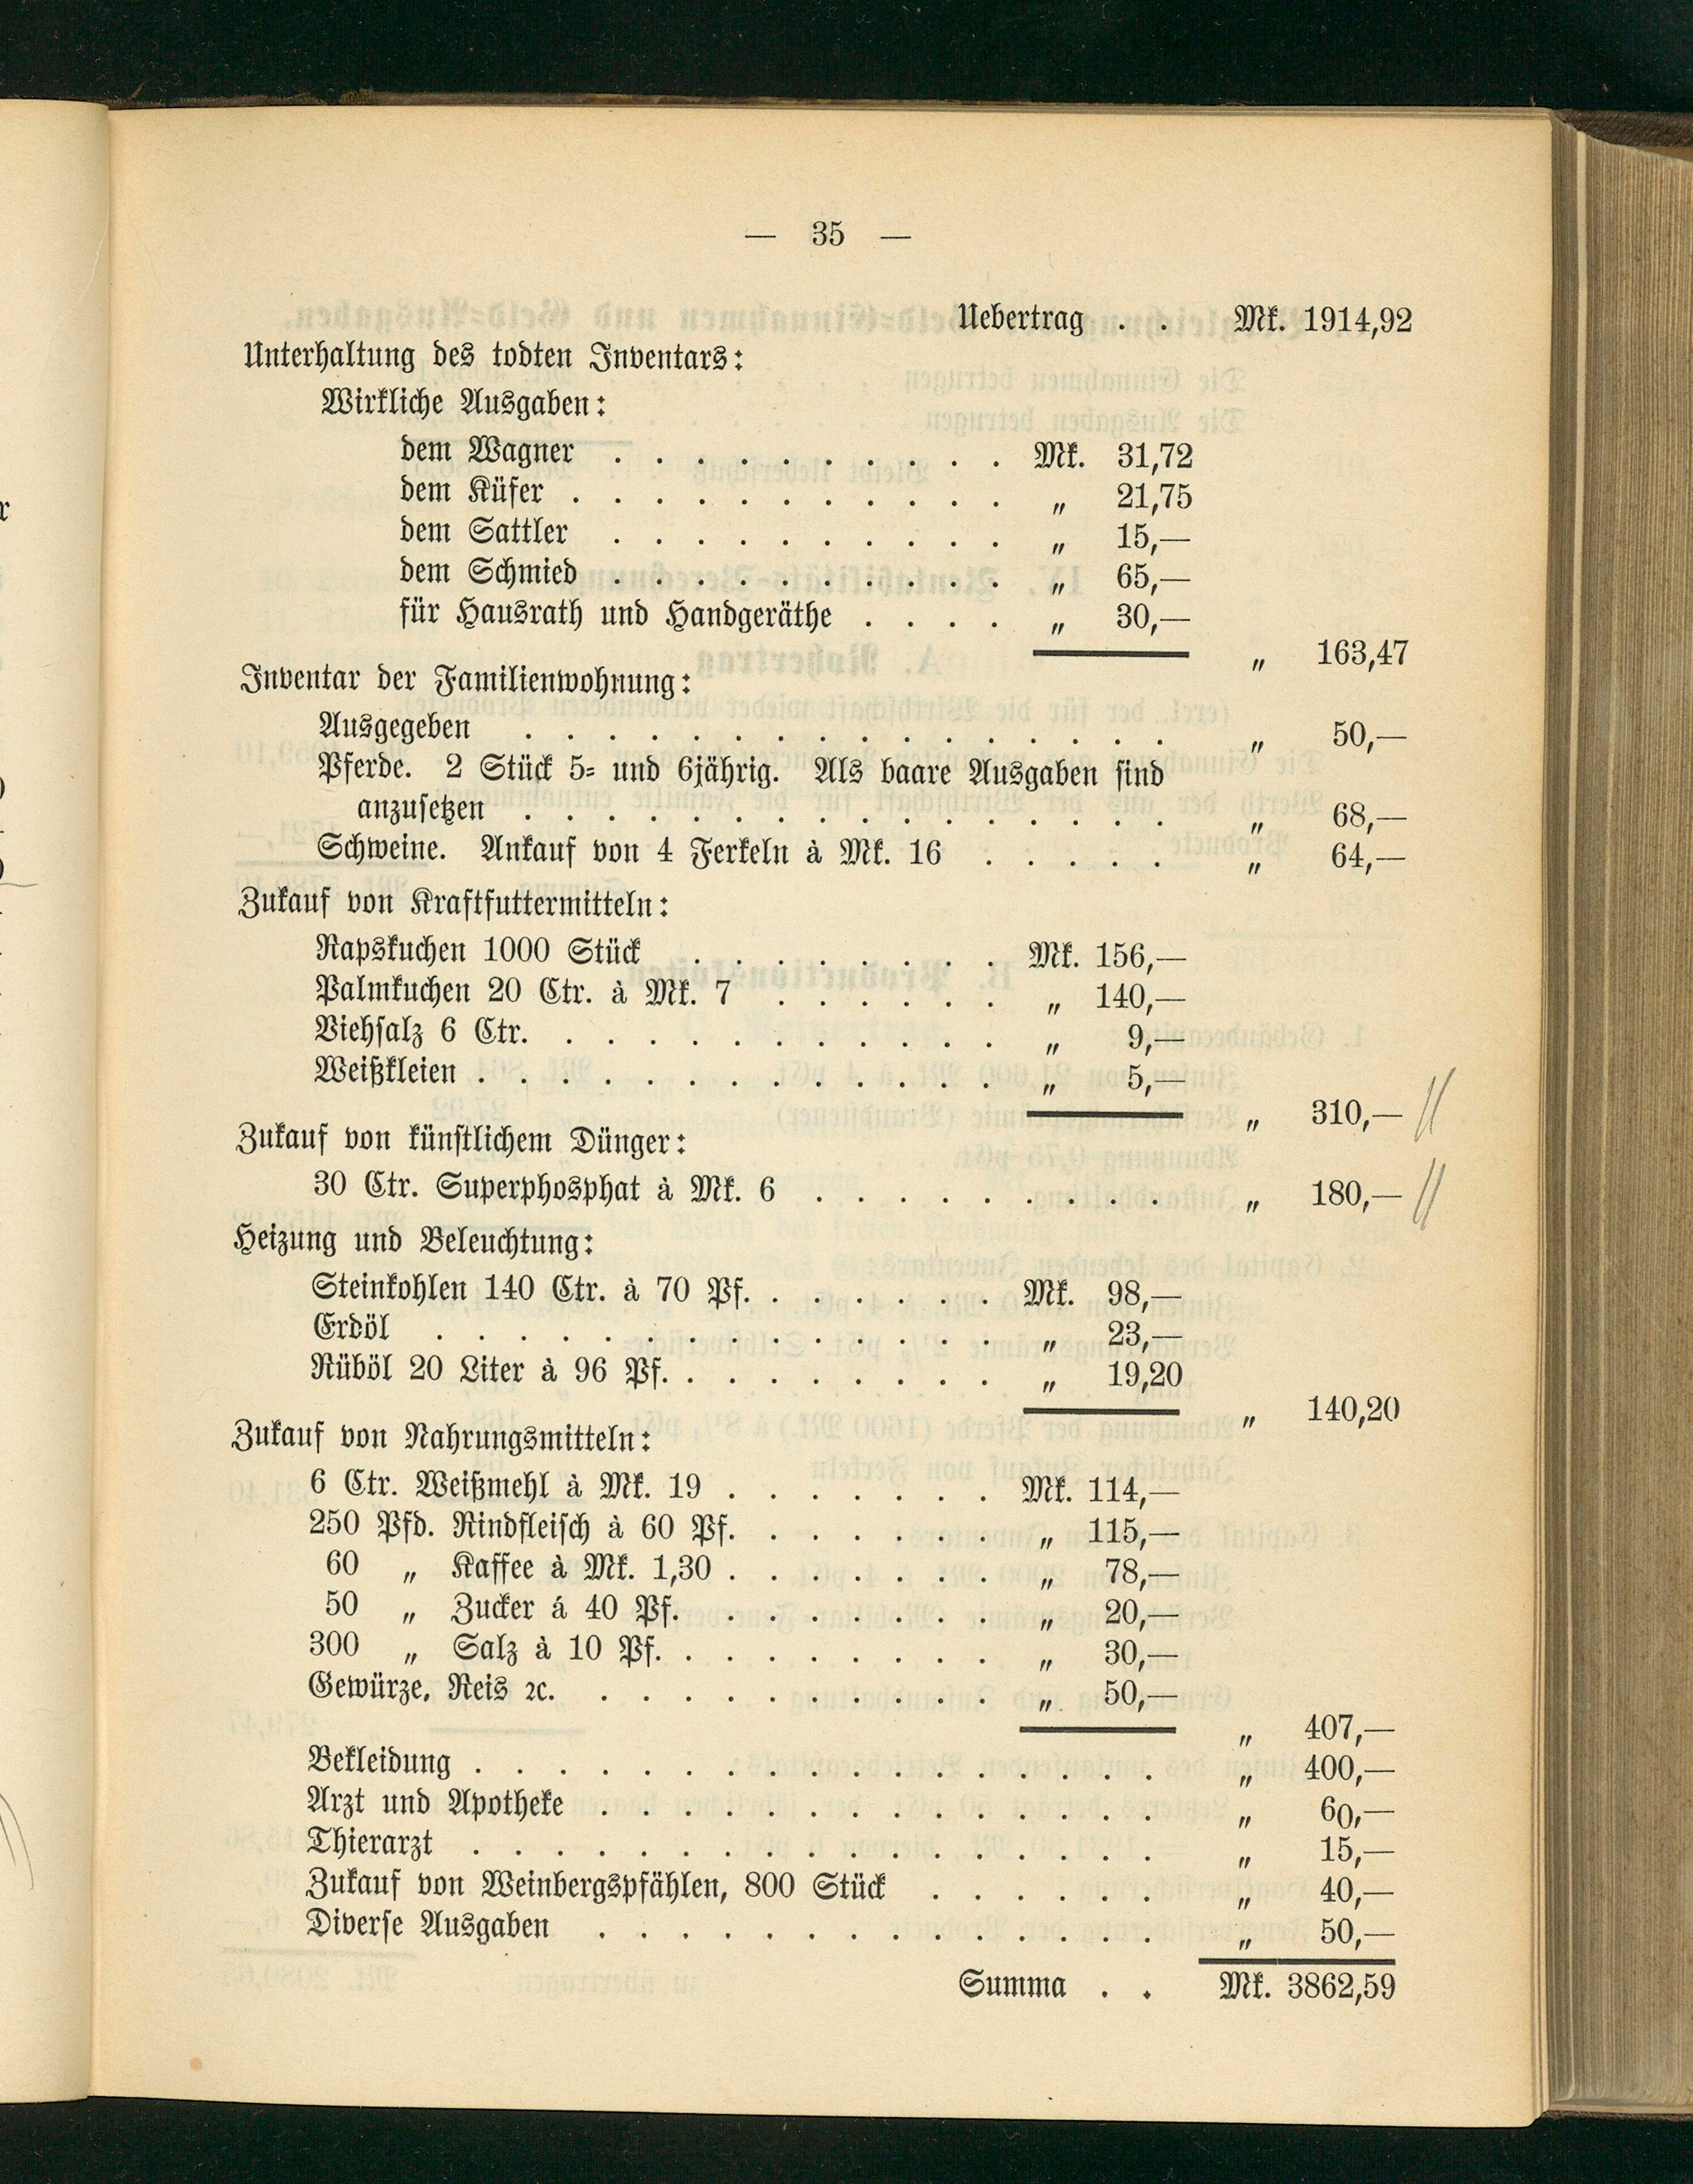 — 35 —
Uebertrag . . Mk. 1914,92
Unterhaltung des todten Inventars:
Wirkliche Ausgaben:
dem Wagner . . . . . . . . . . Mk. 31,72
dem Küfer . . . . . . . . . . . „ 21,75
dem Sattler . . . . . . . . . . „ 15,—
dem Schmied . . . . . . . . . . „ 65,—
für Hausrath und Handgeräthe . . . . „ 30,—
„ 163,47
Inventar der Familienwohnung:
Ausgegeben . . . . . . . . . . . . . . . . „ 50,—
Pferde. 2 Stück 5= und 6jährig. Als baare Ausgaben sind
anzusetzen . . . . . . . . . . . . . . . . „ 68,—
Schweine. Ankauf von 4 Ferkeln à Mk. 16 . . . . . „ 64,—
Zukauf von Kraftfuttermitteln:
Rapskuchen 1000 Stück . . . . . . . . Mk. 156,—
Palmkuchen 20 Ctr. à Mk. 7 . . . . . . „ 140,—
Viehsalz 6 Ctr. . . . . . . . . . . . „ 9,—
Weißkleien . . . . . . . . . . . . . „ 5,—
„ 310,—
Zukauf von künstlichem Dünger:
30 Ctr. Superphosphat à Mk. 6 . . . . . . . . . „ 180,—
Heizung und Beleuchtung:
Steinkohlen 140 Ctr. à 70 Pf. . . . . . . Mk. 98,—
Erdöl . . . . . . . . . . . . . . „ 23,—
Rüböl 20 Liter à 96 Pf. . . . . . . . . „ 19,20
„ 140,20
Zukauf von Nahrungsmitteln:
6 Ctr. Weißmehl à Mk. 19 . . . . . . . Mk. 114,—
250 Pfd. Rindfleisch à 60 Pf. . . . . . . „ 115,—
60 „ Kaffee à Mk. 1,30 . . . . . . . „ 78,—
50 „ Zucker á 40 Pf. . . . . . . . „ 20,—
300 „ Salz à 10 Pf. . . . . . . . . „ 30,—
Gewürze, Reis ꝛc. . . . . . . . . . . „ 50,—
„ 407,—
Bekleidung . . . . . . . . . . . . . . . . . „ 400,—
Arzt und Apotheke . . . . . . . . . . . . . . „ 60,—
Thierarzt . . . . . . . . . . . . . . . . . „ 15,—
Zukauf von Weinbergspfählen, 800 Stück . . . . . . „ 40,—
Diverse Ausgaben . . . . . . . . . . . . . . „ 50,—
Summa . . Mk. 3862,59